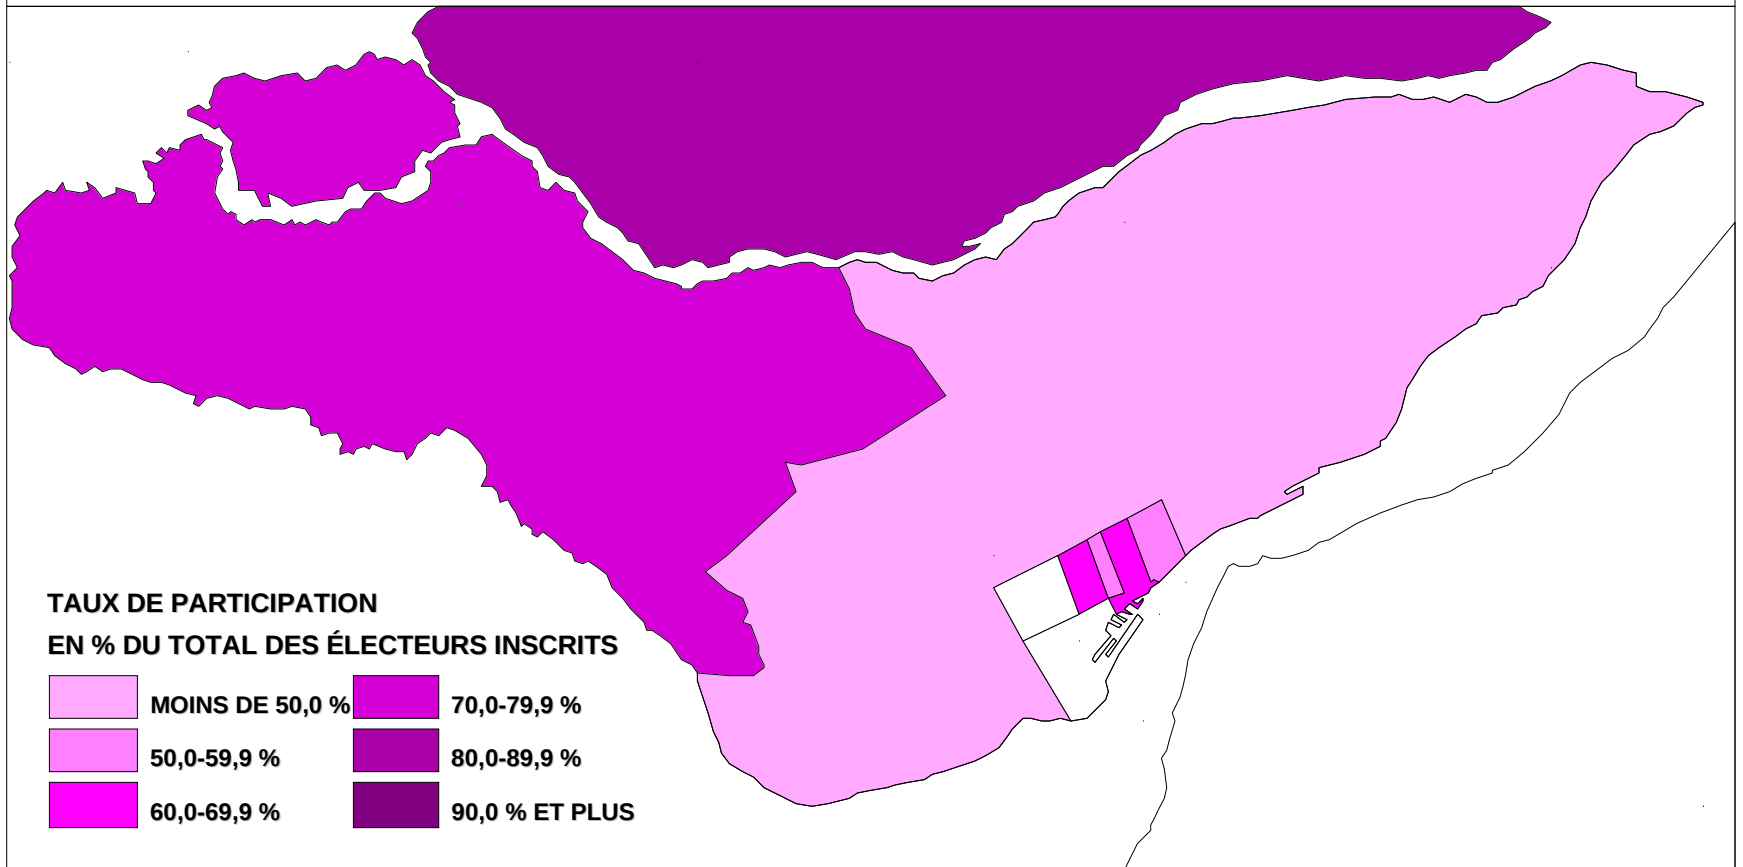 TAUX DE PARTICIPATION
EN % DU TOTAL DES ÉLECTEURS INSCRITS
MOINS DE 50,0 %
50,0-59,9 %
60,0-69,9 %
70,0-79,9 %
80,0-89,9 %
90,0 % ET PLUS